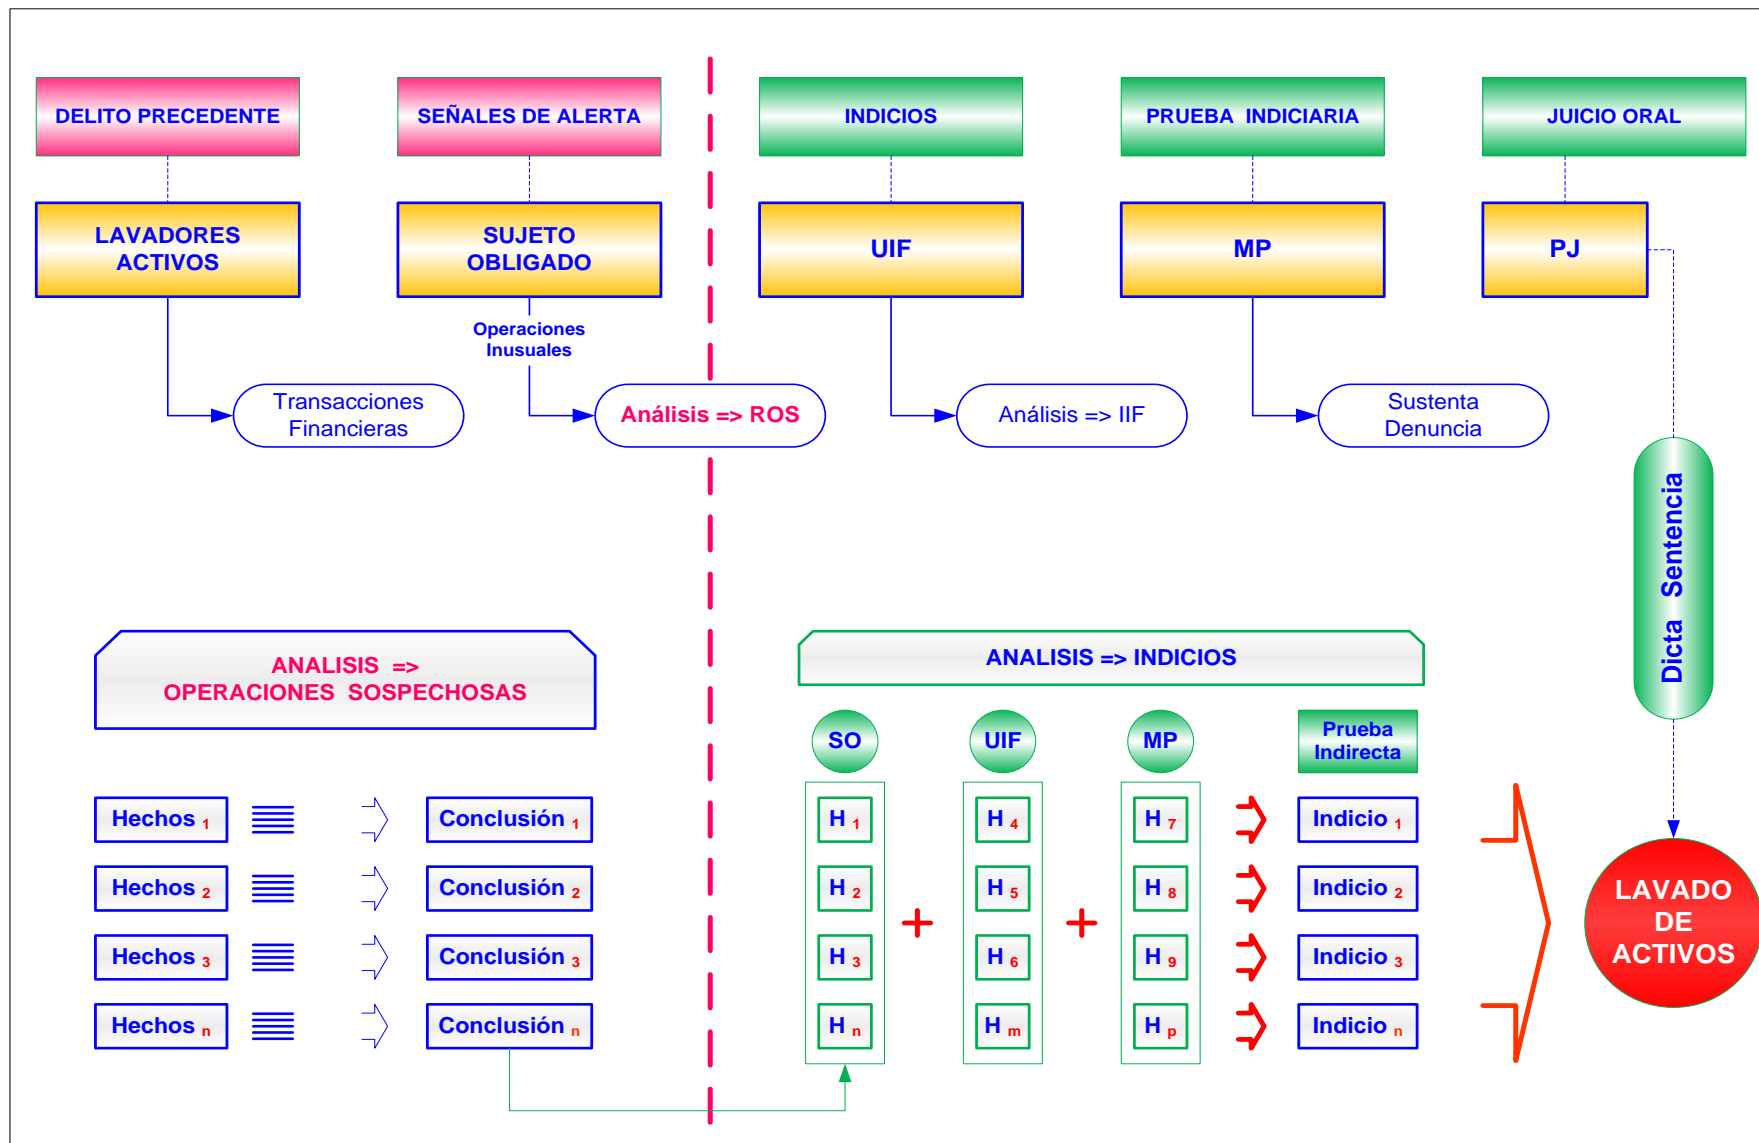 DELITO PRECEDENTE
SEÑALES DE ALERTA
INDICIOS
PRUEBA INDICIARIA
JUICIO ORAL
LAVADORES
ACTIVOS
SUJETO
OBLIGADO
UIF
MP
PJ
Operaciones
Inusuales
Transacciones
Financieras
Análisis => ROS
Análisis => IIF
Sustenta
Denuncia
Dicta Sentencia
ANALISIS =>
OPERACIONES SOSPECHOSAS
ANALISIS => INDICIOS
SO
UIF
MP
Prueba
Indirecta
Hechos 1
Conclusión 1
H 1
H 4
H 7
Indicio 1
Hechos 2
Conclusión 2
H 2
H 5
H 8
Indicio 2
Hechos 3
Conclusión 3
H 3
H 6
H 9
Indicio 3
Hechos n
Conclusión n
H n
H m
H p
Indicio n
+
+
LAVADO
DE
ACTIVOS